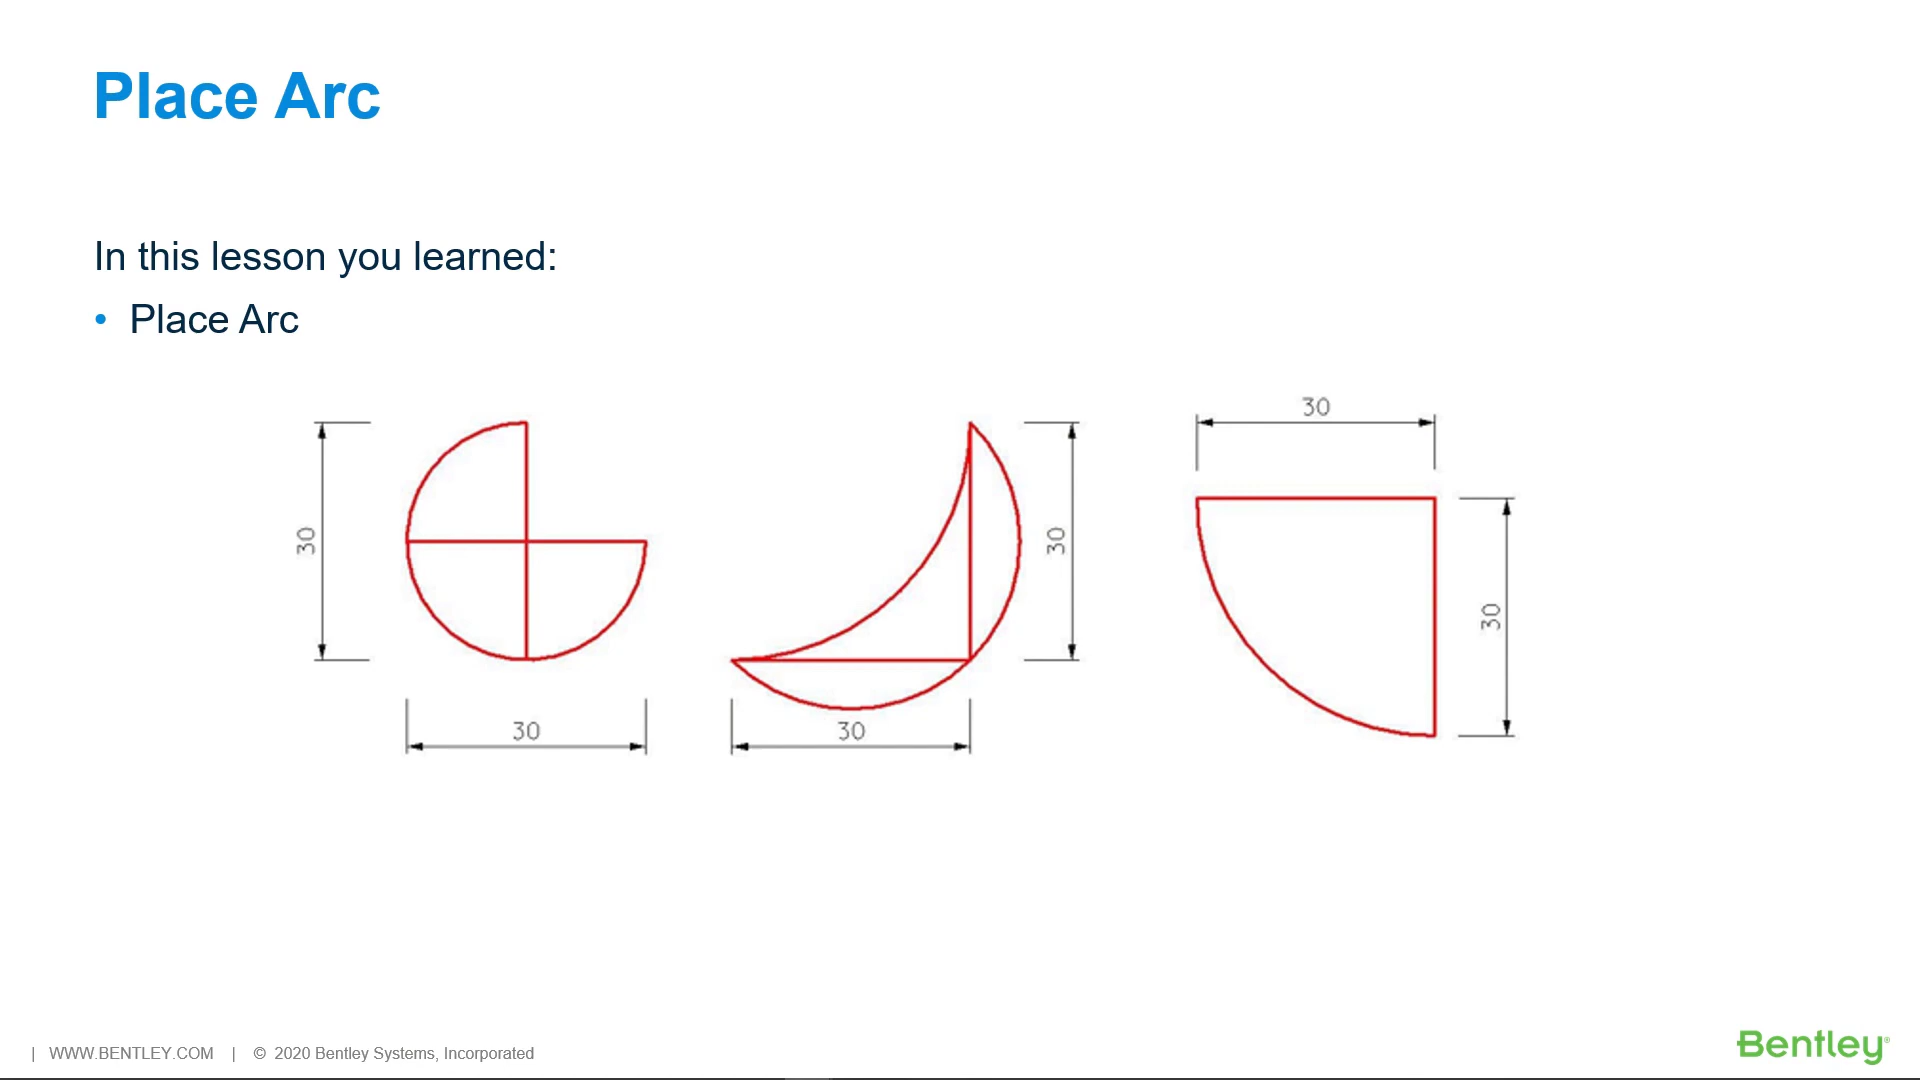 Place Arc
In this lesson you learned:
• Place Arc
30
30
30
30
30
30
| WWW.BENTLEY.COM | © 2020 Bentley Systems, Incorporated
Bentley®